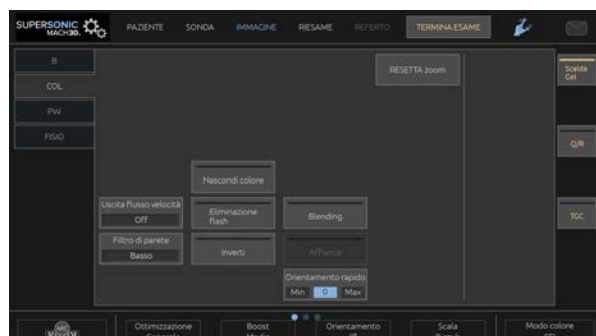 SUPERSONIC
MACH30.
PAZIENTE
SONDA
IMMAGINE
RIESAME
REFERTO
TERMINA ESAME
B
COL
PW
FISIO
RESETTA zoom
Scalda
Gel
Q/R
TGC
Nascondi colore
Uscita flusso velocità
Off
Eliminazione
flash
Blending
Filtro di parete
Basso
Inverti
Affianca
Orientamento rapido
Min 0 Max
ABC
Ottimizzazione
Boost
Orientamento
Scala
Modo colore